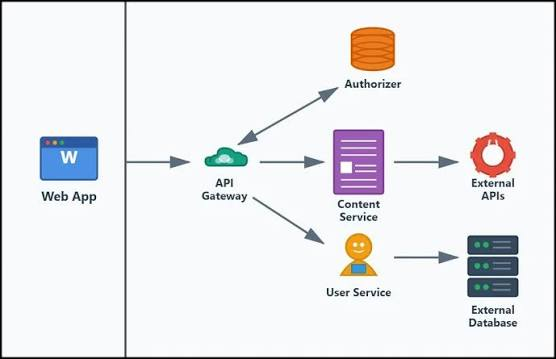 Authorizer
W
Web App
API
Gateway
Content
Service
External
APIs
User Service
External
Database